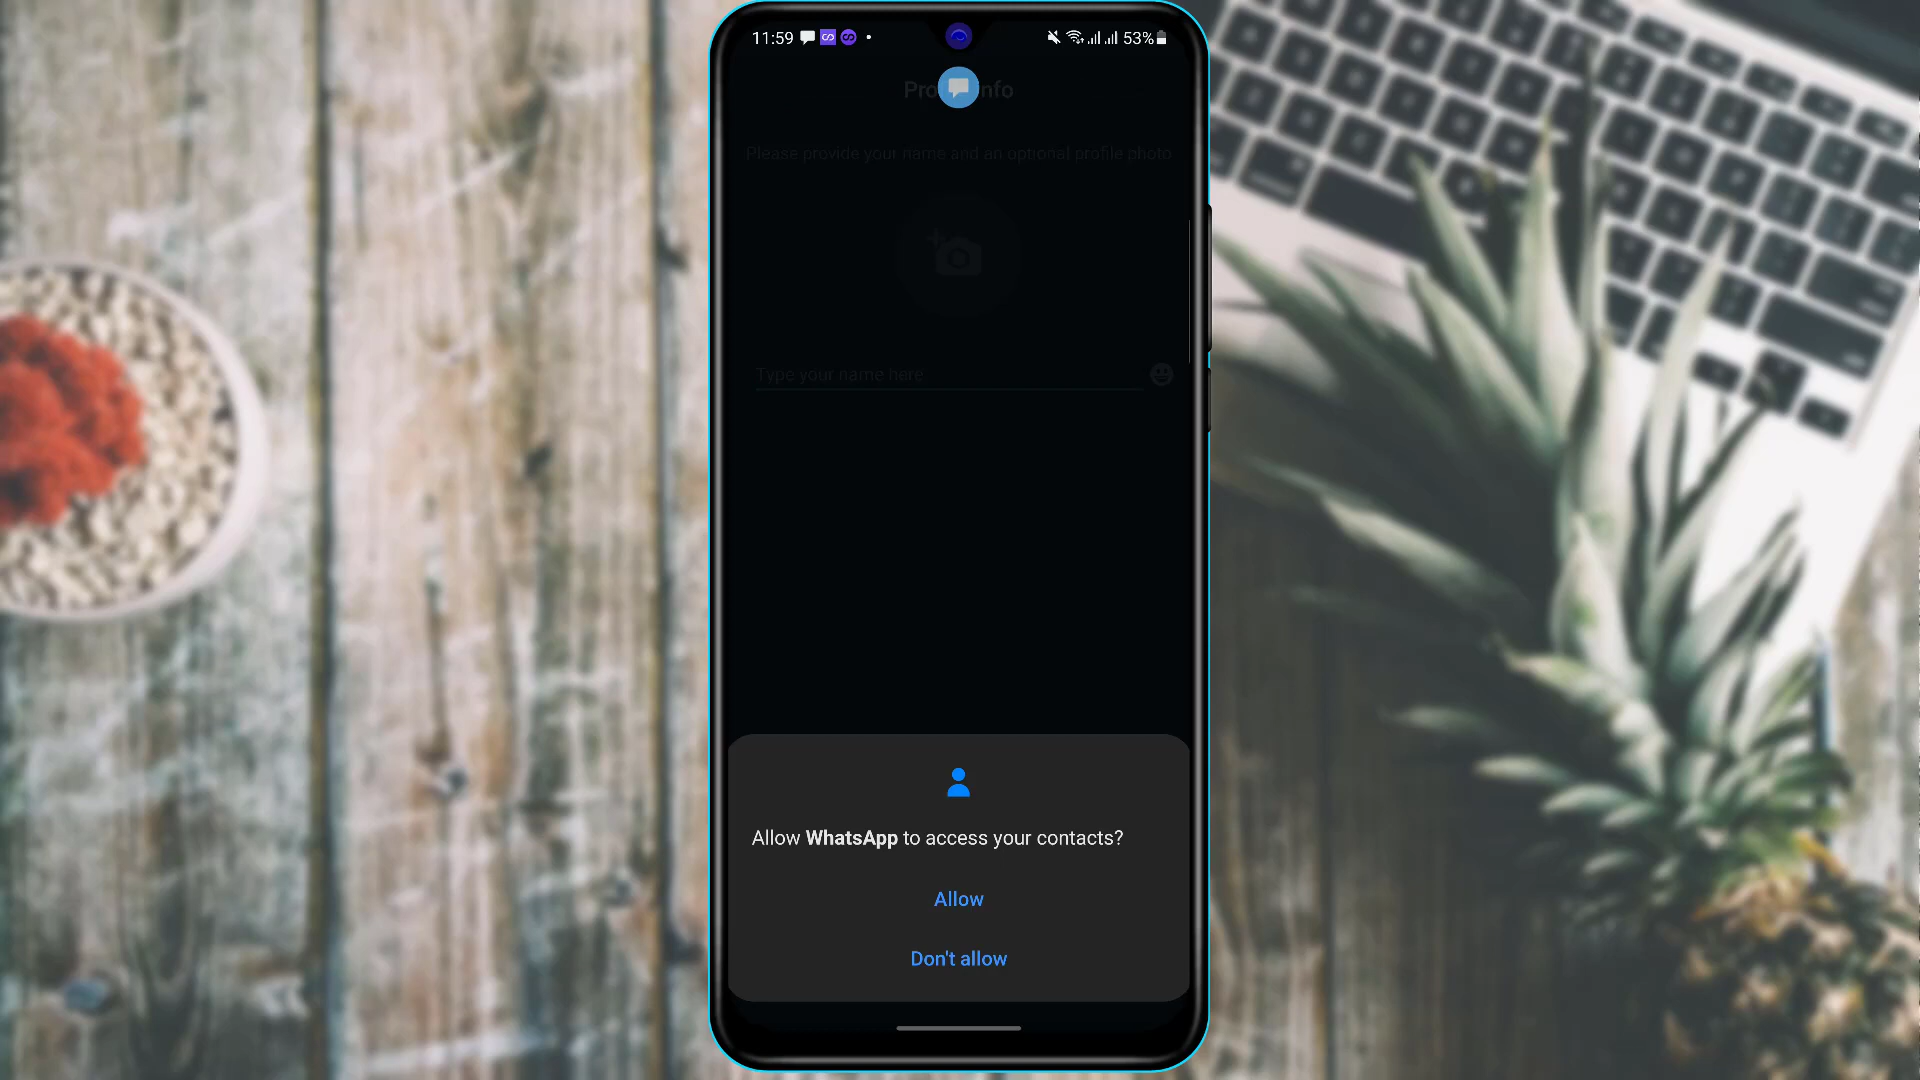 11:59 53%
Pro nfo
Please provide your name and an optional profile photo
Type your name here
Allow WhatsApp to access your contacts?
Allow
Don't allow